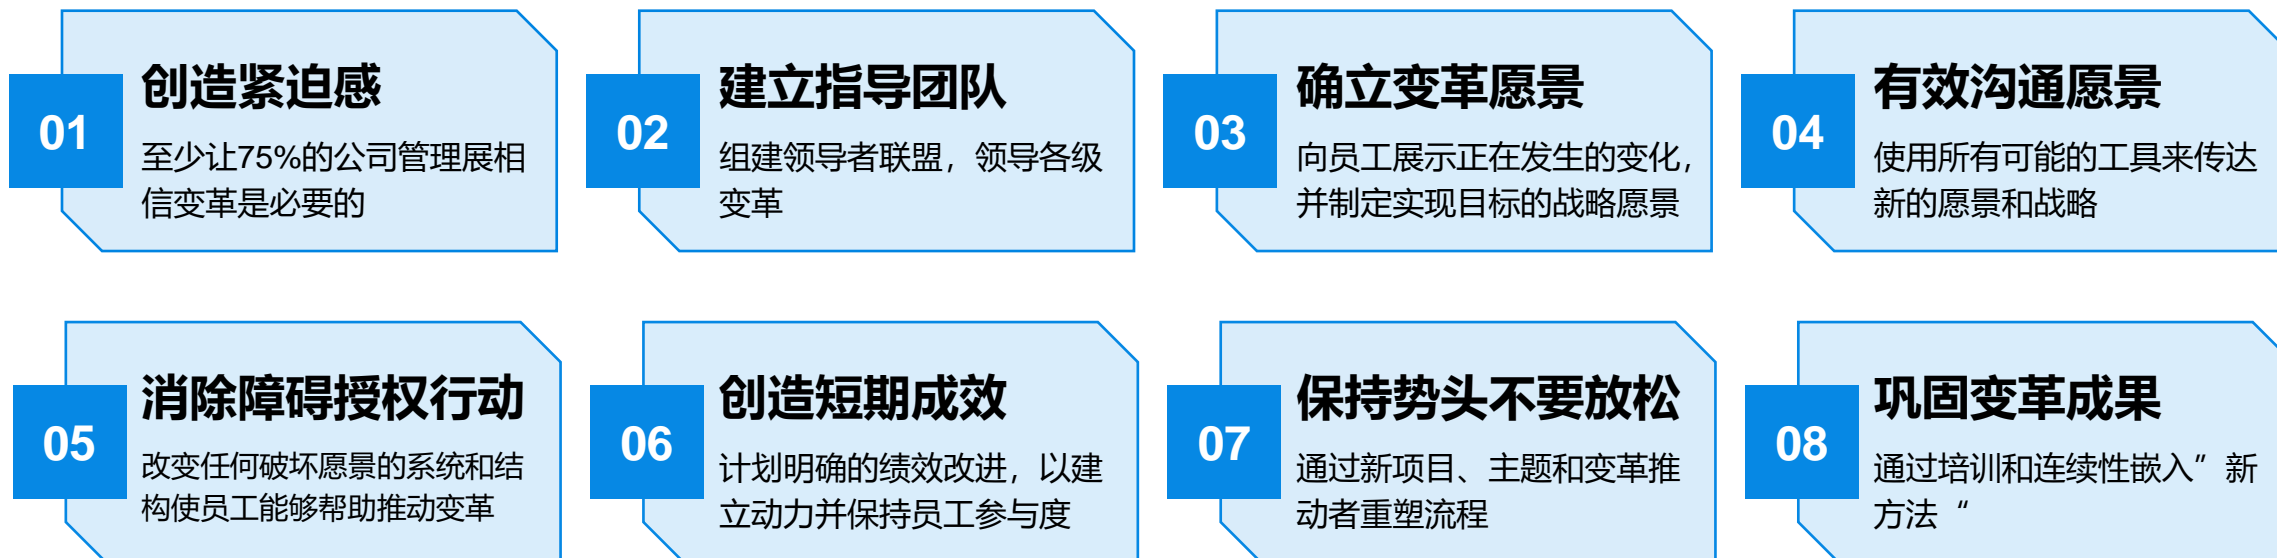 01
创造紧迫感
至少让75%的公司管理展相
信变革是必要的
02
建立指导团队
组建领导者联盟，领导各级
变革
03
确立变革愿景
向员工展示正在发生的变化，
并制定实现目标的战略愿景
04
有效沟通愿景
使用所有可能的工具来传达
新的愿景和战略
05
消除障碍授权行动
改变任何破坏愿景的系统和结
构使员工能够帮助推动变革
06
创造短期成效
计划明确的绩效改进，以建
立动力并保持员工参与度
07
保持势头不要放松
通过新项目、主题和变革推
动者重塑流程
08
巩固变革成果
通过培训和连续性嵌入”新
方法“